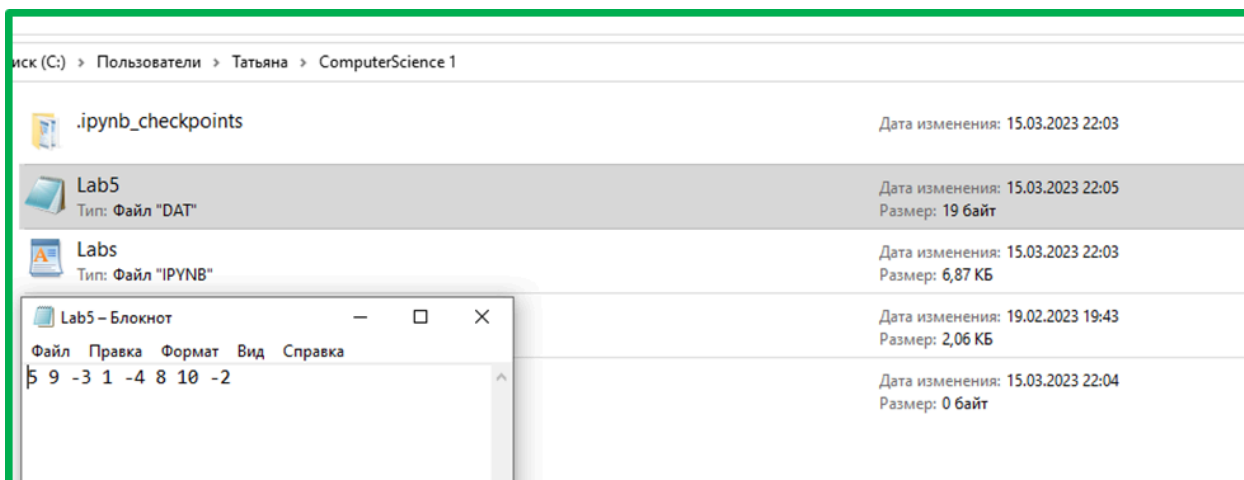 иск (C:) > Пользователи > Татьяна > ComputerScience 1
.ipynb_checkpoints
Дата изменения: 15.03.2023 22:03
Lab5
Дата изменения: 15.03.2023 22:05
Тип: Файл "DAT"
Размер: 19 байт
Labs
Дата изменения: 15.03.2023 22:03
Тип: Файл "IPYNB"
Размер: 6,87 КБ
Lab5 – Блокнот
Дата изменения: 19.02.2023 19:43
Размер: 2,06 КБ
Файл Правка Формат Вид Справка
5 9 -3 1 -4 8 10 -2
Дата изменения: 15.03.2023 22:04
Размер: 0 байт